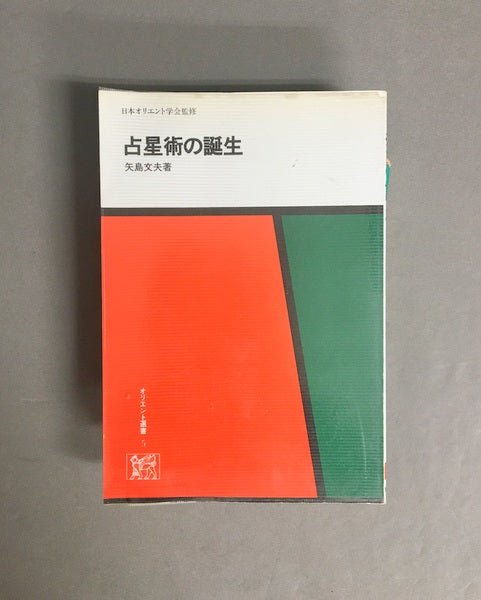 日本オリエント学会監修
占星術の誕生
矢島文夫著
オリエント選書 5